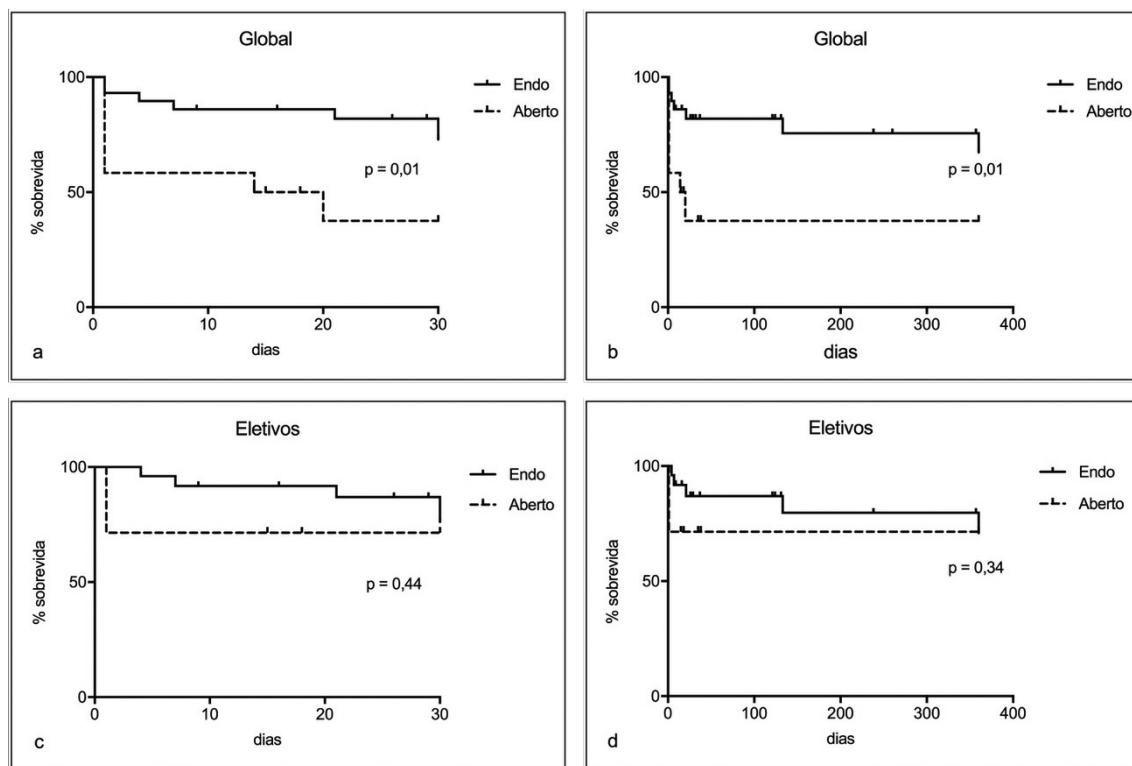 Global
100
50
0
% sobrevida
Endo
Aberto
p = 0,01
0 10 20 30
dias
a
Global
100
50
0
% sobrevida
Endo
Aberto
p = 0,01
0 100 200 300 400
dias
b
Eletivos
100
50
0
% sobrevida
Endo
Aberto
p = 0,44
0 10 20 30
dias
c
Eletivos
100
50
0
% sobrevida
Endo
Aberto
p = 0,34
0 100 200 300 400
dias
d